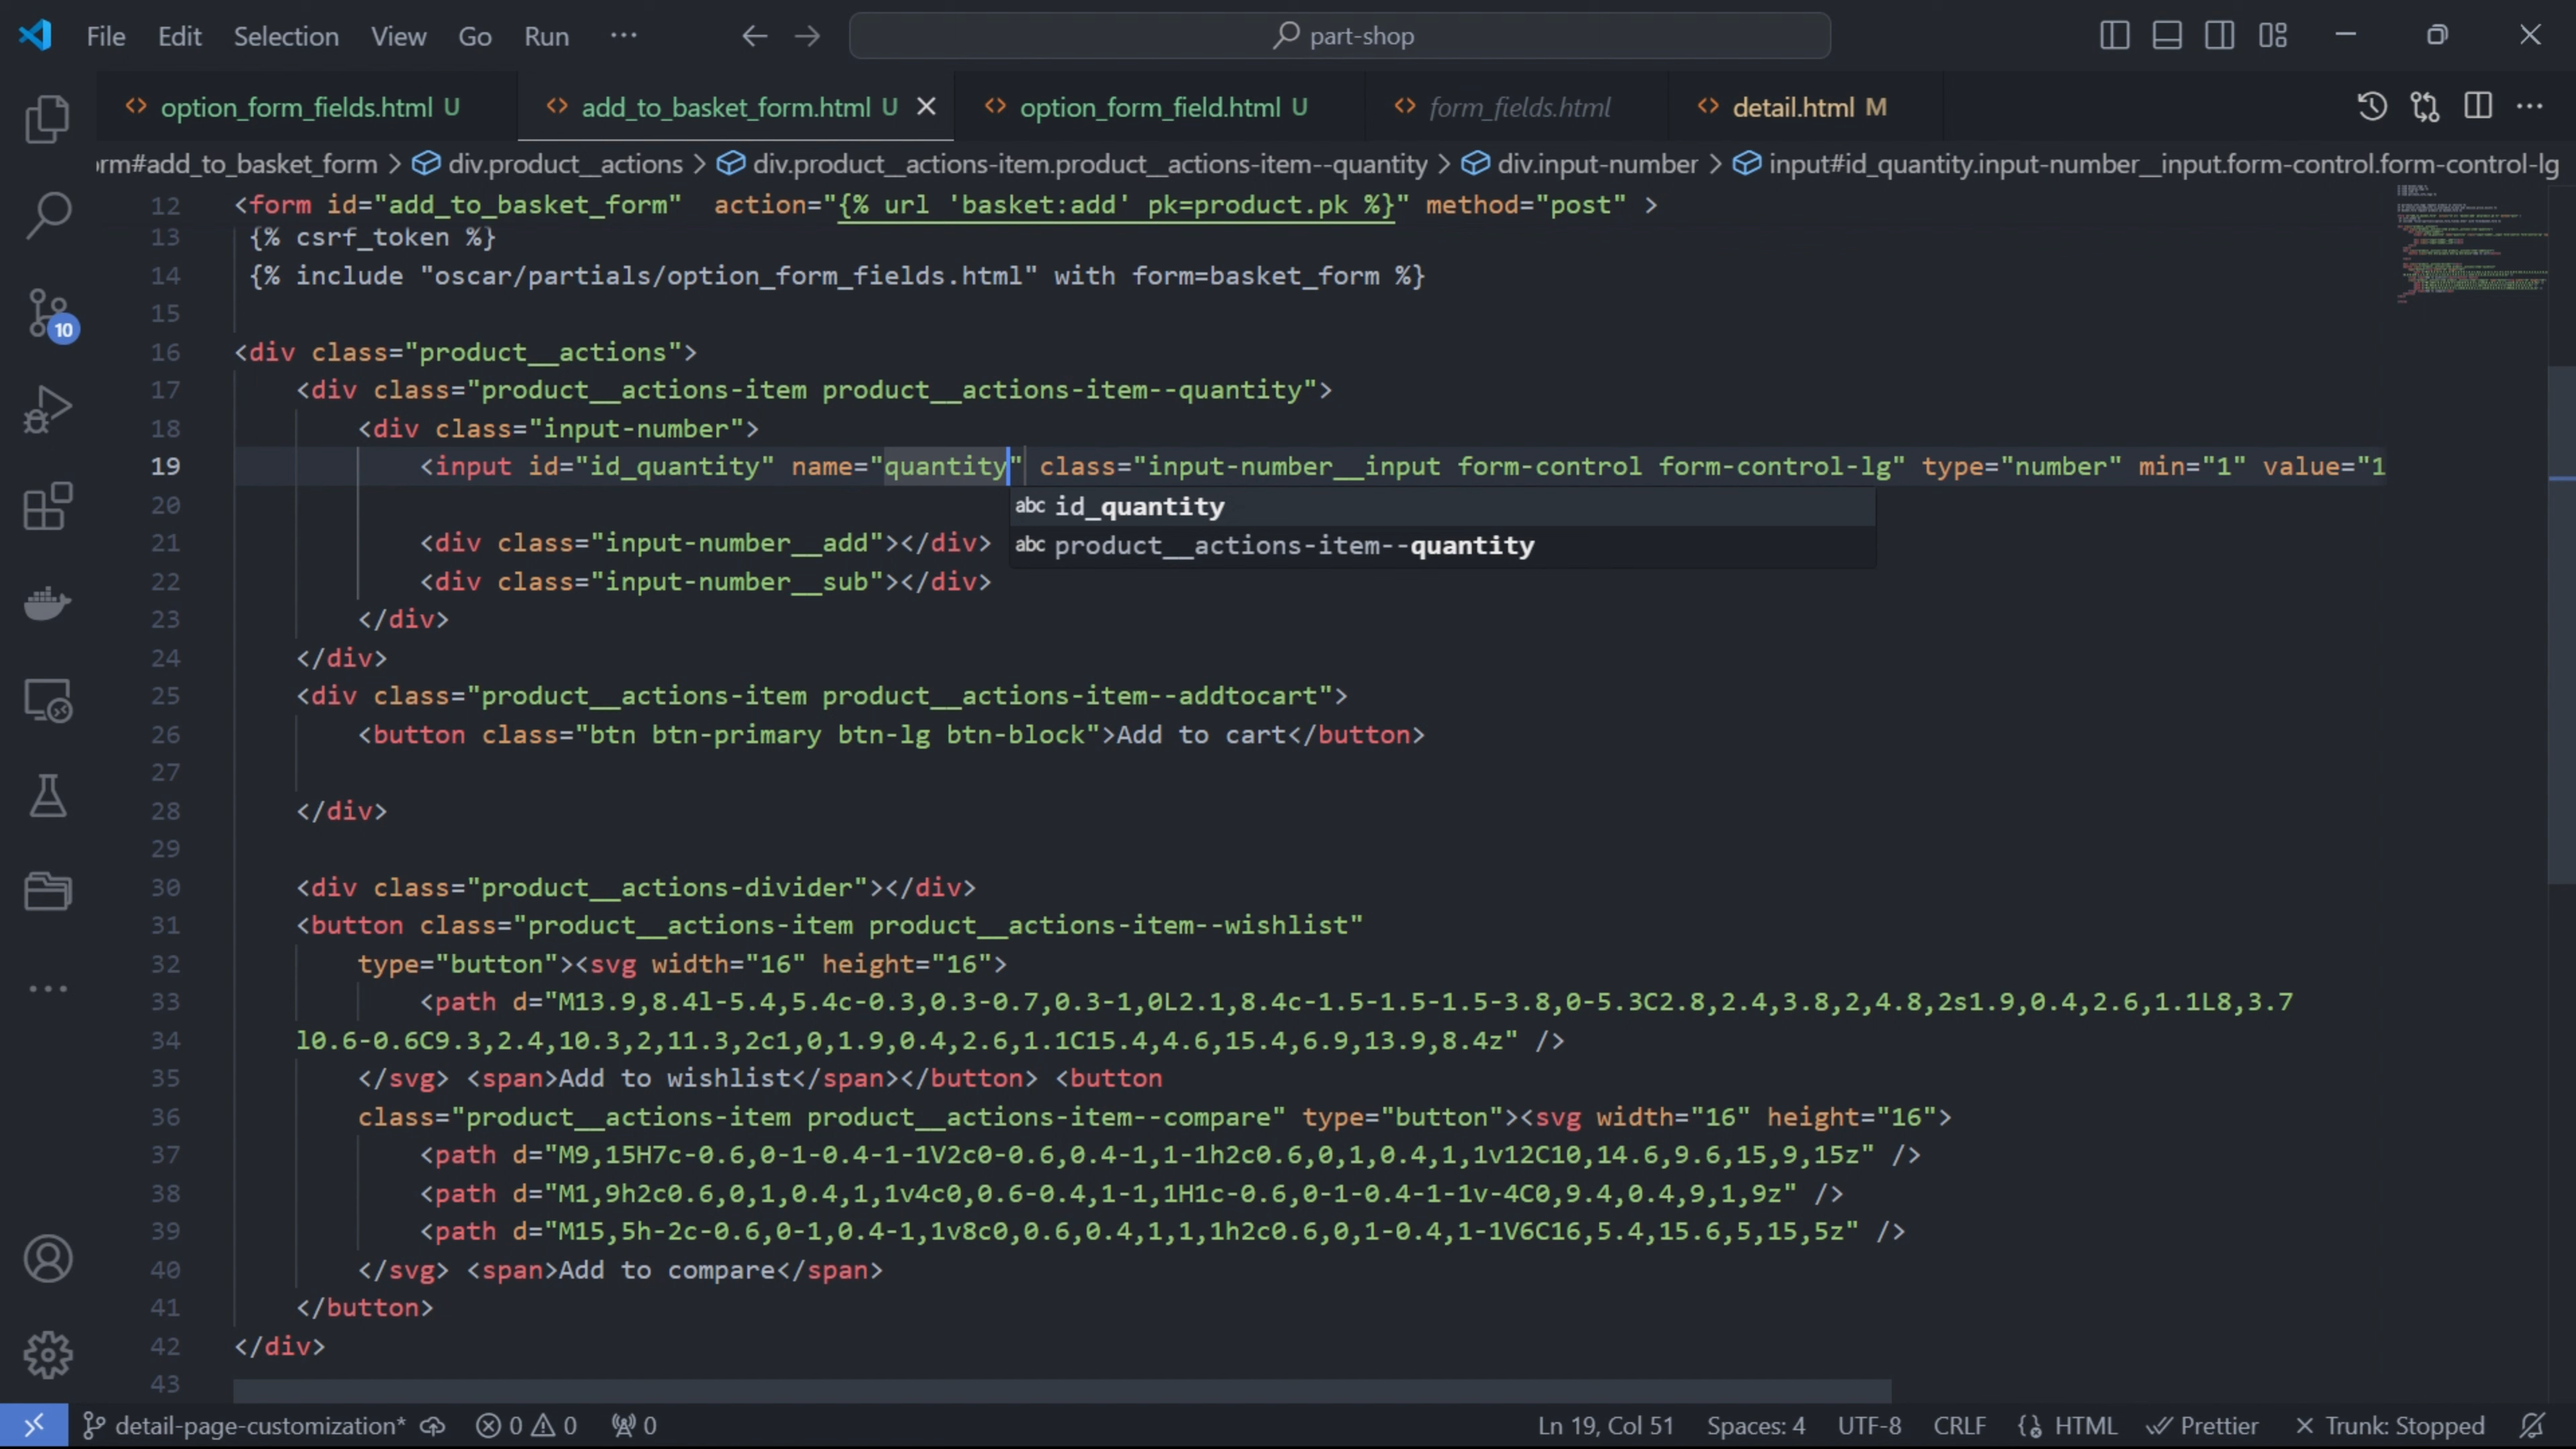 File Edit Selection View Go Run ··· part-shop
option_form_fields.html U add_to_basket_form.html U option_form_field.html U form_fields.html detail.html M
orm#add_to_basket_form > div.product__actions > div.product__actions-item.product__actions-item--quantity > div.input-number > input#id_quantity.input-number__input.form-control.form-control-lg
12 <form id="add_to_basket_form"  action="{% url 'basket:add' pk=product.pk %}" method="post" >
13 {% csrf_token %}
14 {% include "oscar/partials/option_form_fields.html" with form=basket_form %}
15
16 <div class="product__actions">
17 <div class="product__actions-item product__actions-item--quantity">
18 <div class="input-number">
19 <input id="id_quantity" name="quantity" class="input-number__input form-control form-control-lg" type="number" min="1" value="1
20 abc id_quantity
21 <div class="input-number__add"></div> abc product__actions-item--quantity
22 <div class="input-number__sub"></div>
23 </div>
24 </div>
25 <div class="product__actions-item product__actions-item--addtocart">
26 <button class="btn btn-primary btn-lg btn-block">Add to cart</button>
27
28 </div>
29
30 <div class="product__actions-divider"></div>
31 <button class="product__actions-item product__actions-item--wishlist"
32 type="button"><svg width="16" height="16">
33 <path d="M13.9,8.4l-5.4,5.4c-0.3,0.3-0.7,0.3-1,0L2.1,8.4c-1.5-1.5-1.5-3.8,0-5.3C2.8,2.4,3.8,2,4.8,2s1.9,0.4,2.6,1.1L8,3.7
34 l0.6-0.6C9.3,2.4,10.3,2,11.3,2c1,0,1.9,0.4,2.6,1.1C15.4,4.6,15.4,6.9,13.9,8.4z" />
35 </svg> <span>Add to wishlist</span></button> <button
36 class="product__actions-item product__actions-item--compare" type="button"><svg width="16" height="16">
37 <path d="M9,15H7c-0.6,0-1-0.4-1-1V2c0-0.6,0.4-1,1-1h2c0.6,0,1,0.4,1,1v12C10,14.6,9.6,15,9,15z" />
38 <path d="M1,9h2c0.6,0,1,0.4,1,1v4c0,0.6-0.4,1-1,1H1c-0.6,0-1-0.4-1-1v-4C0,9.4,0.4,9,1,9z" />
39 <path d="M15,5h-2c-0.6,0-1,0.4-1,1v8c0,0.6,0.4,1,1,1h2c0.6,0,1-0.4,1-1V6C16,5.4,15.6,5,15,5z" />
40 </svg> <span>Add to compare</span>
41 </button>
42 </div>
43
10
detail-page-customization* 0 0 0 Ln 19, Col 51 Spaces: 4 UTF-8 CRLF HTML Prettier Trunk: Stopped